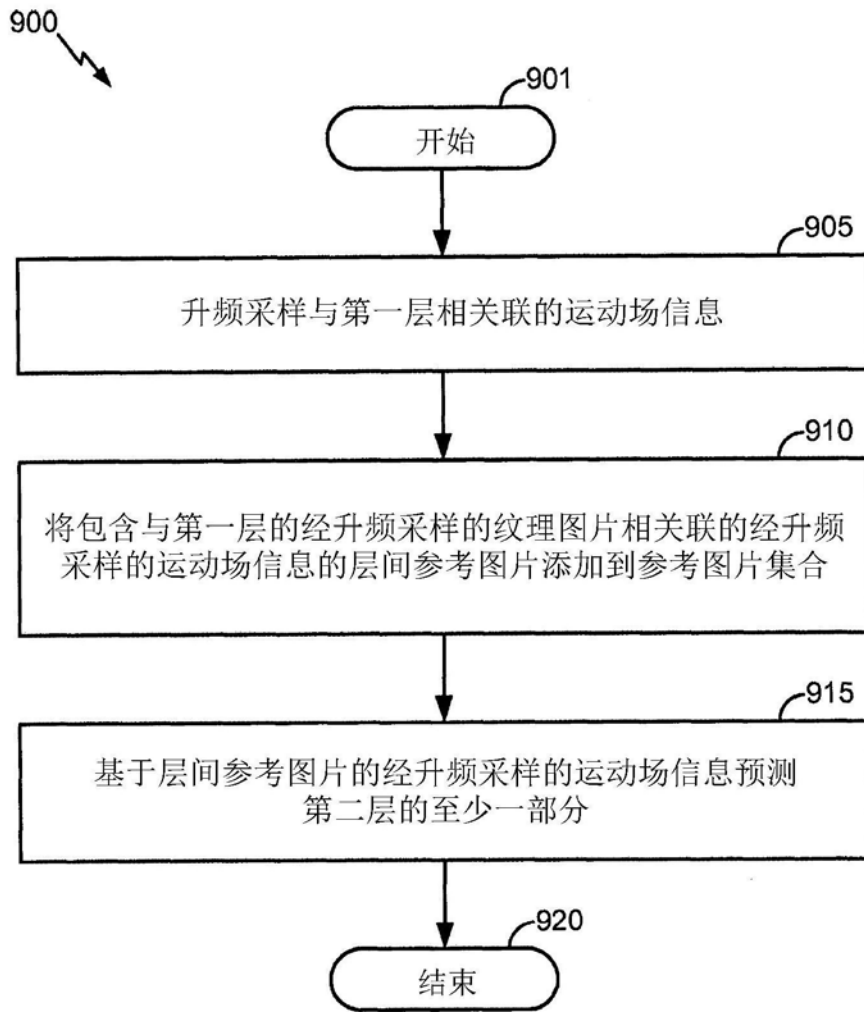 900
901
开始
905
升频采样与第一层相关联的运动场信息
910
将包含与第一层的经升频采样的纹理图片相关联的经升频
采样的运动场信息的层间参考图片添加到参考图片集合
915
基于层间参考图片的经升频采样的运动场信息预测
第二层的至少一部分
920
结束